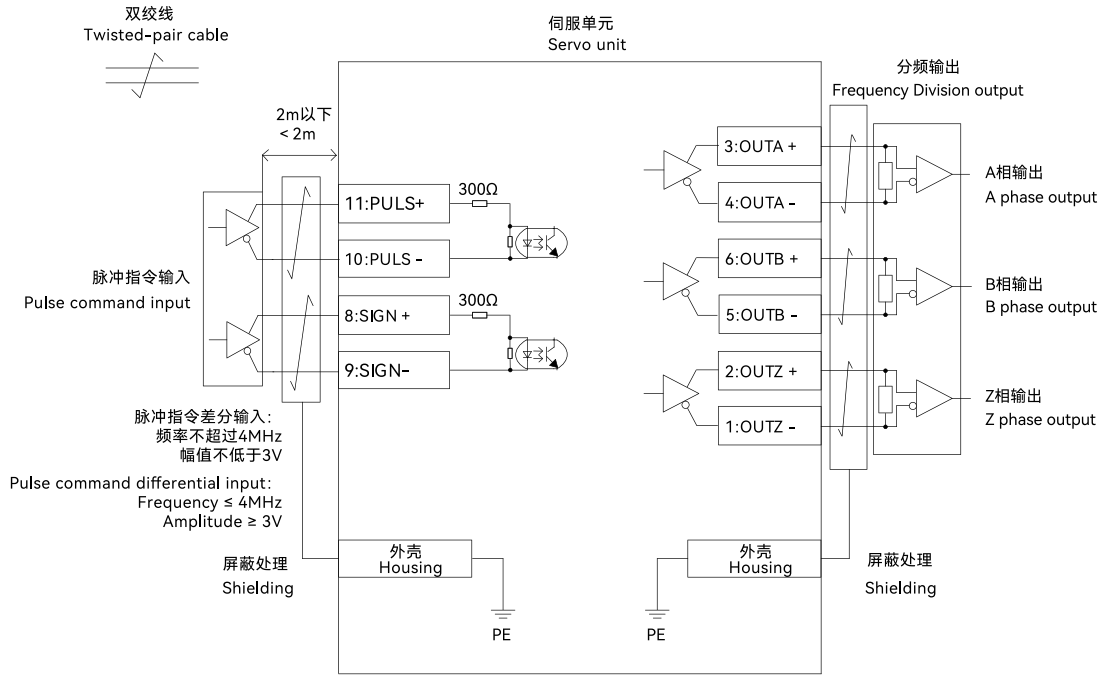 双绞线
Twisted-pair cable
伺服单元
Servo unit
分频输出
Frequency Division output
2m以下
< 2m
3:OUTA +
4:OUTA -
A相输出
A phase output
11:PULS+
300Ω
10:PULS -
6:OUTB +
5:OUTB -
B相输出
B phase output
脉冲指令输入
Pulse command input
8:SIGN +
300Ω
9:SIGN-
2:OUTZ +
1:OUTZ -
Z相输出
Z phase output
脉冲指令差分输入:
频率不超过4MHz
幅值不低于3V
Pulse command differential input:
Frequency ≤ 4MHz
Amplitude ≥ 3V
屏蔽处理
Shielding
外壳
Housing
PE
外壳
Housing
PE
屏蔽处理
Shielding